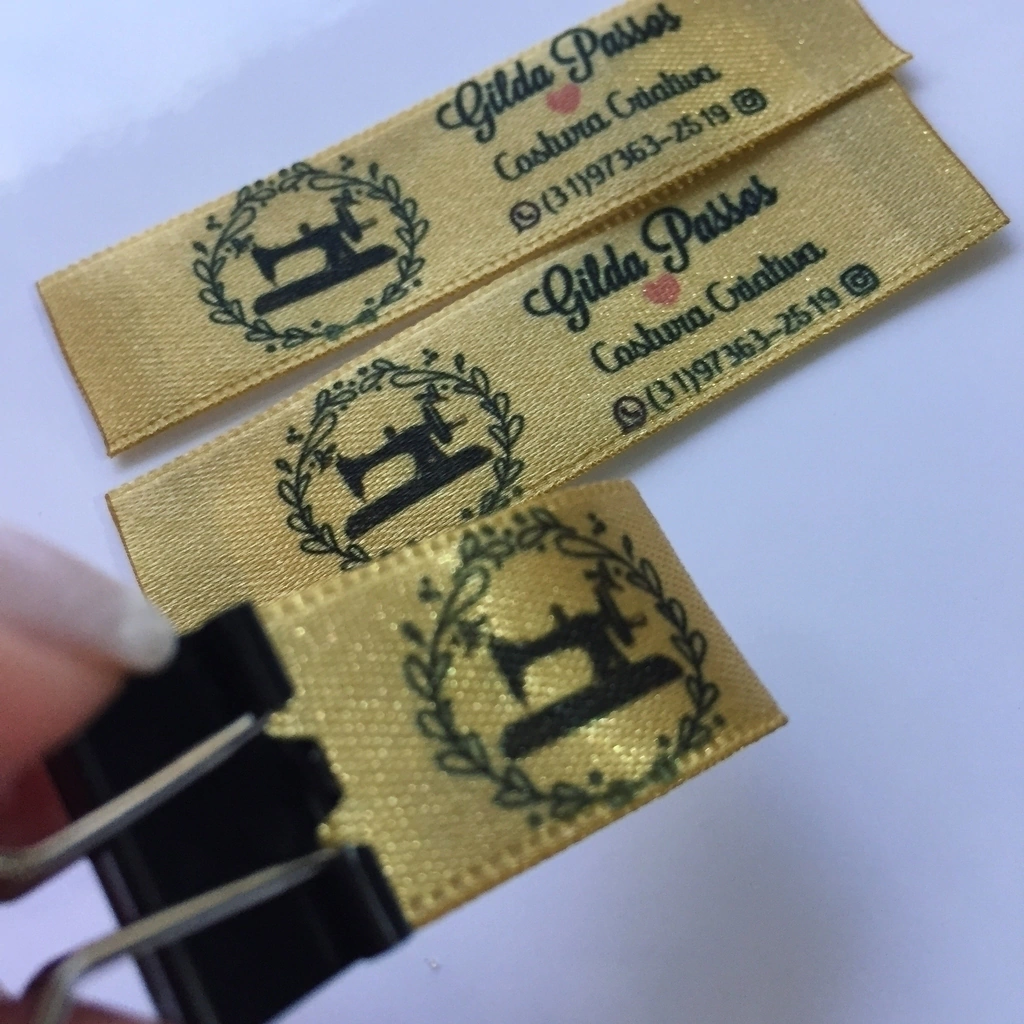 Gilda Passos
Costura Criativa
(31)97363-2519
Gilda Passos
Costura Criativa
(31)97363-2519